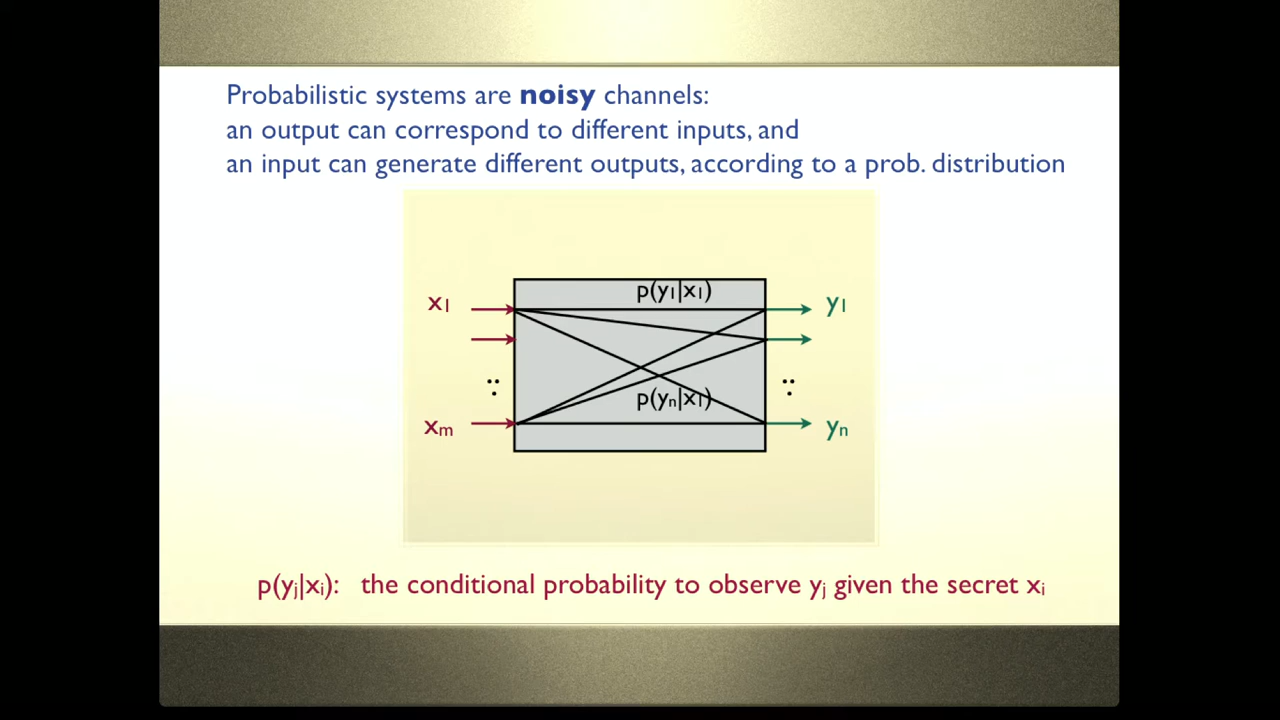 Probabilistic systems are noisy channels:
an output can correspond to different inputs, and
an input can generate different outputs, according to a prob. distribution
p(y₁|x₁)
x₁
y₁
p(yₙ|x₁)
xₘ
yₙ
p(yⱼ|xᵢ): the conditional probability to observe yⱼ given the secret xᵢ